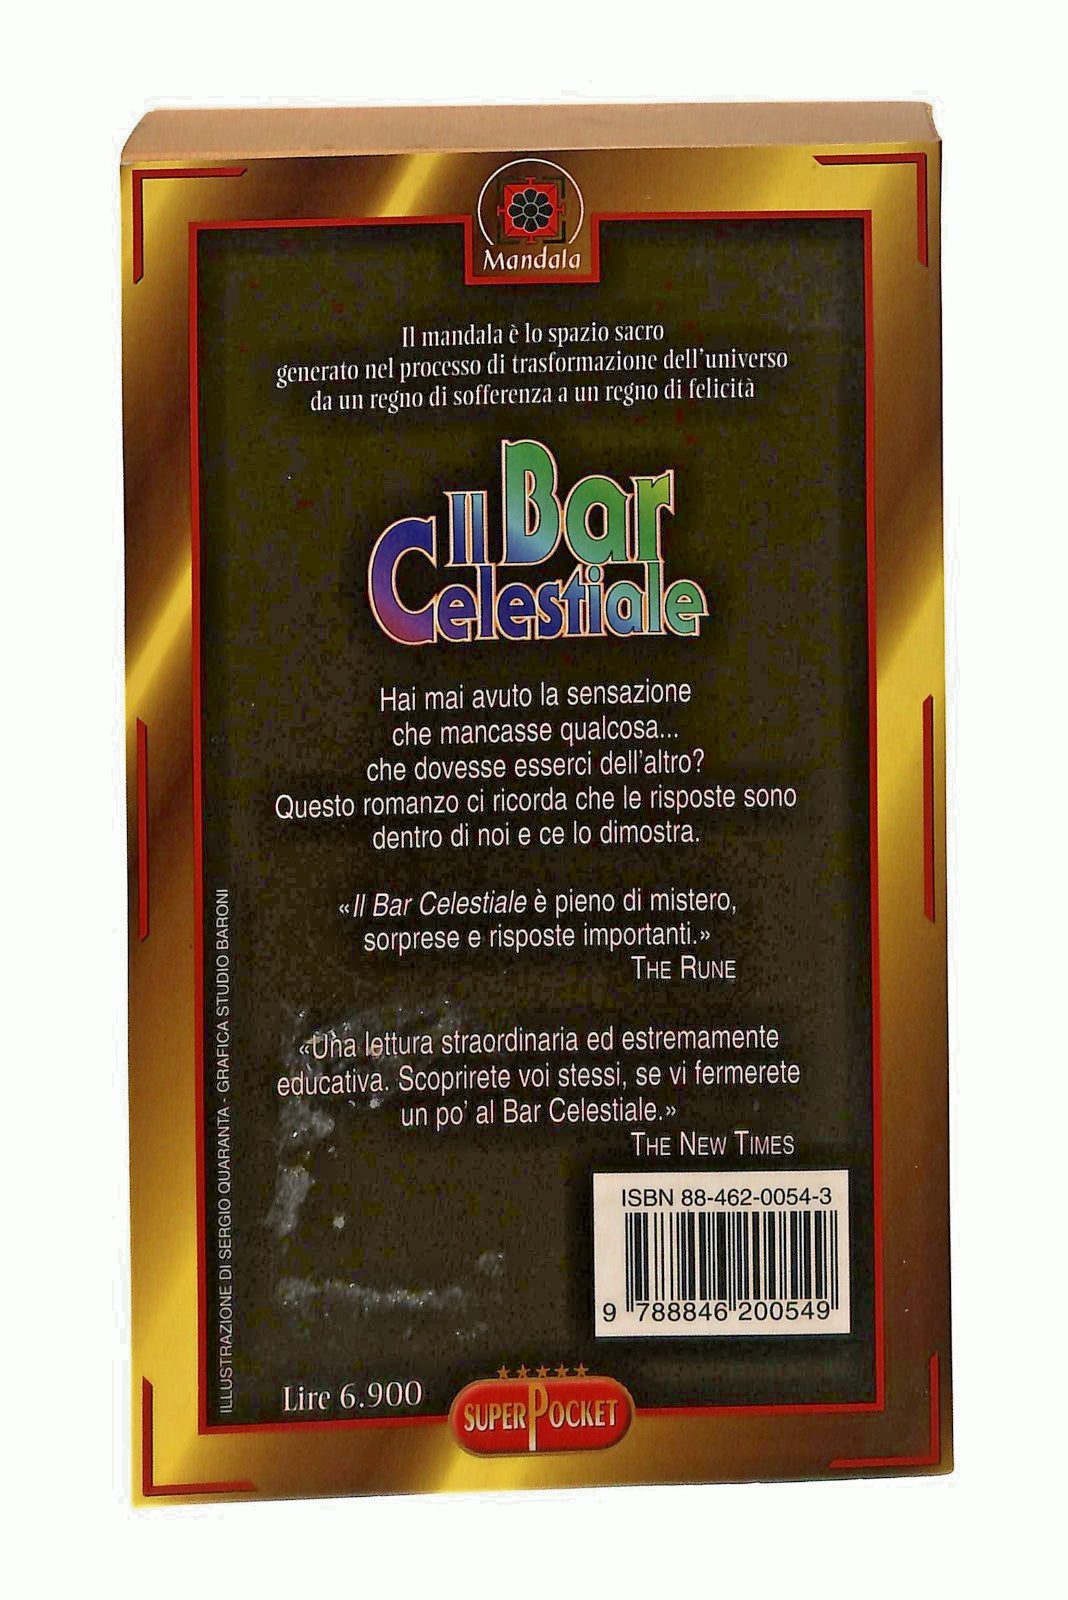 Mandala
Il mandala è lo spazio sacro
generato nel processo di trasformazione dell'universo
da un regno di sofferenza a un regno di felicità
Il Bar
Celestiale
Hai mai avuto la sensazione
che mancasse qualcosa...
che dovesse esserci dell'altro?
Questo romanzo ci ricorda che le risposte sono
dentro di noi e ce lo dimostra.
«Il Bar Celestiale è pieno di mistero,
sorprese e risposte importanti.»
THE RUNE
«Una lettura straordinaria ed estremamente
educativa. Scoprirete voi stessi, se vi fermerete
un po' al Bar Celestiale.»
THE NEW TIMES
ILLUSTRAZIONE DI SERGIO QUARANTA - GRAFICA STUDIO BARONI
ISBN 88-462-0054-3
9 788846 200549
Lire 6.900
SUPERPOCKET